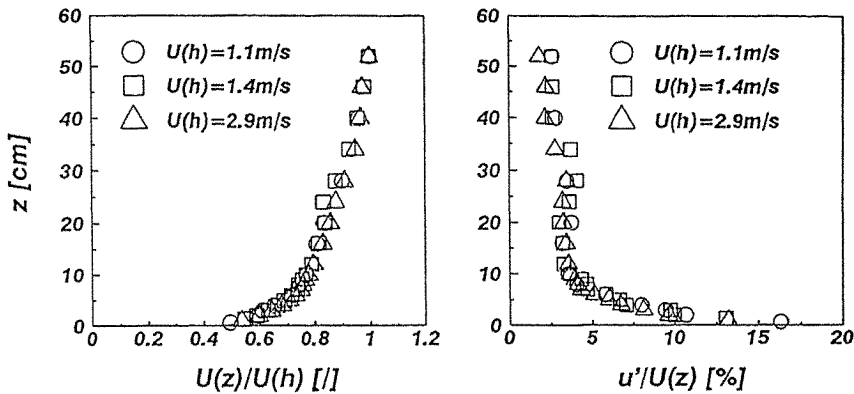 60
50
40
30
20
10
0
z [cm]
U(h)=1.1m/s
U(h)=1.4m/s
U(h)=2.9m/s
0 0.2 0.4 0.6 0.8 1 1.2
U(z)/U(h) [/]
60
50
40
30
20
10
0
U(h)=1.1m/s
U(h)=1.4m/s
U(h)=2.9m/s
0 5 10 15 20
u'/U(z) [%]